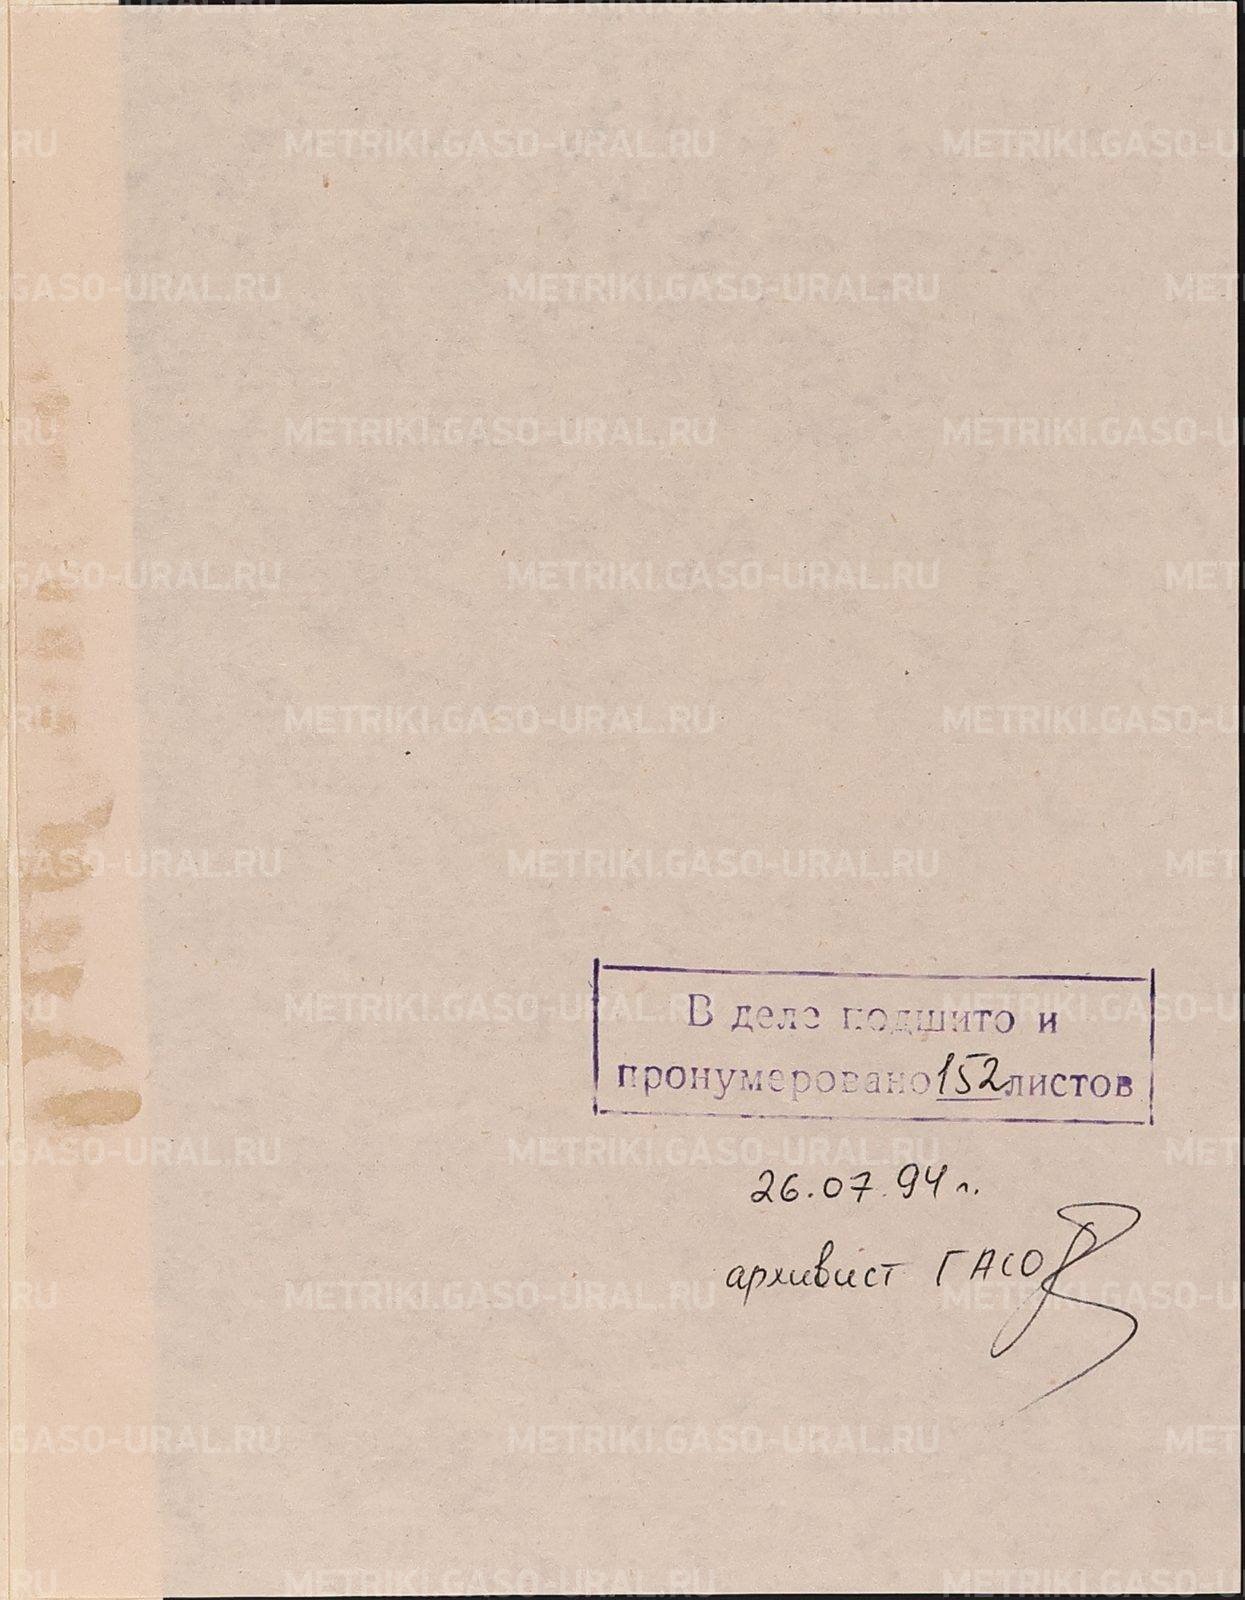 В деле подшито и
пронумеровано 152 листов
26.07.94 г.
архивист ГАСО